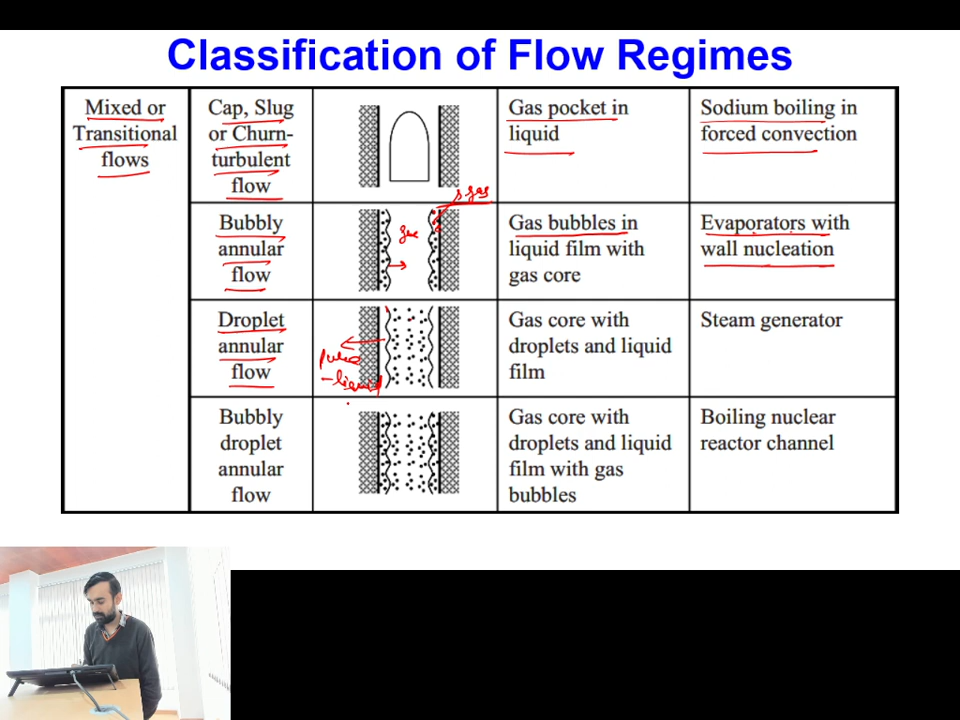 Classification of Flow Regimes
Mixed or
Transitional
flows
Cap, Slug
or Churn-
turbulent
flow
Gas pocket in
liquid
Sodium boiling in
forced convection
Bubbly
annular
flow
gas
Gas bubbles in
liquid film with
gas core
Evaporators with
wall nucleation
Droplet
annular
flow
liquid
Gas core with
droplets and liquid
film
Steam generator
Bubbly
droplet
annular
flow
Gas core with
droplets and liquid
film with gas
bubbles
Boiling nuclear
reactor channel